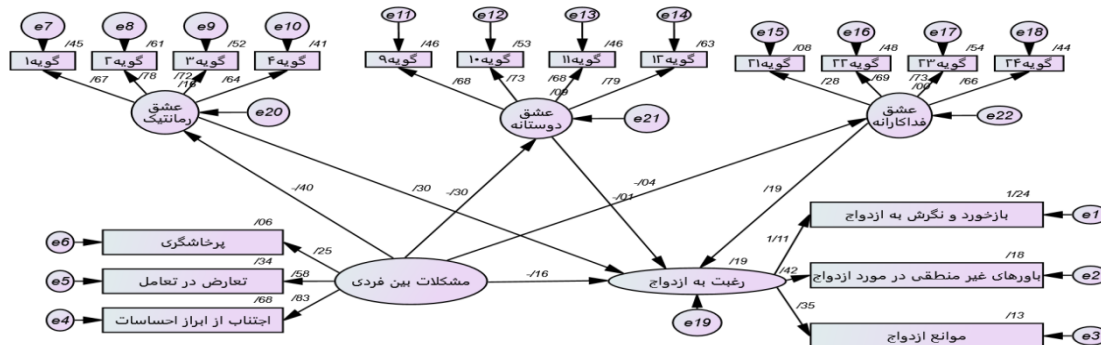 e7 e8 e9 e10 e11 e12 e13 e14 e15 e16 e17 e18
/45 /61 /52 /41 /46 /53 /46 /63 /08 /48 /54 /44
گویه۱ گویه۲ گویه۳ گویه۴ گویه۹ گویه۱۰ گویه۱۱ گویه۱۲ گویه۲۱ گویه۲۲ گویه۲۳ گویه۲۴
/67 /78 /72 /64 /68 /73 /68 /79 /28 /69 /73 /66
/16 /09 /00
عشق
رمانتیک
e20
عشق
دوستانه
e21
عشق
فداکارانه
e22
-/40 /30 -/30 -/01 -/04 /19
/06
پرخاشگری
e6
/25
/34
تعارض در تعامل
e5
/58
/68
اجتناب از ابراز احساسات
e4
/83
مشکلات بین فردی
-/16
/19
رغبت به ازدواج
e19
1/24
بازخورد و نگرش به ازدواج
e1
1/11
/18
باورهای غیر منطقی در مورد ازدواج
e2
/42
/13
موانع ازدواج
e3
/35